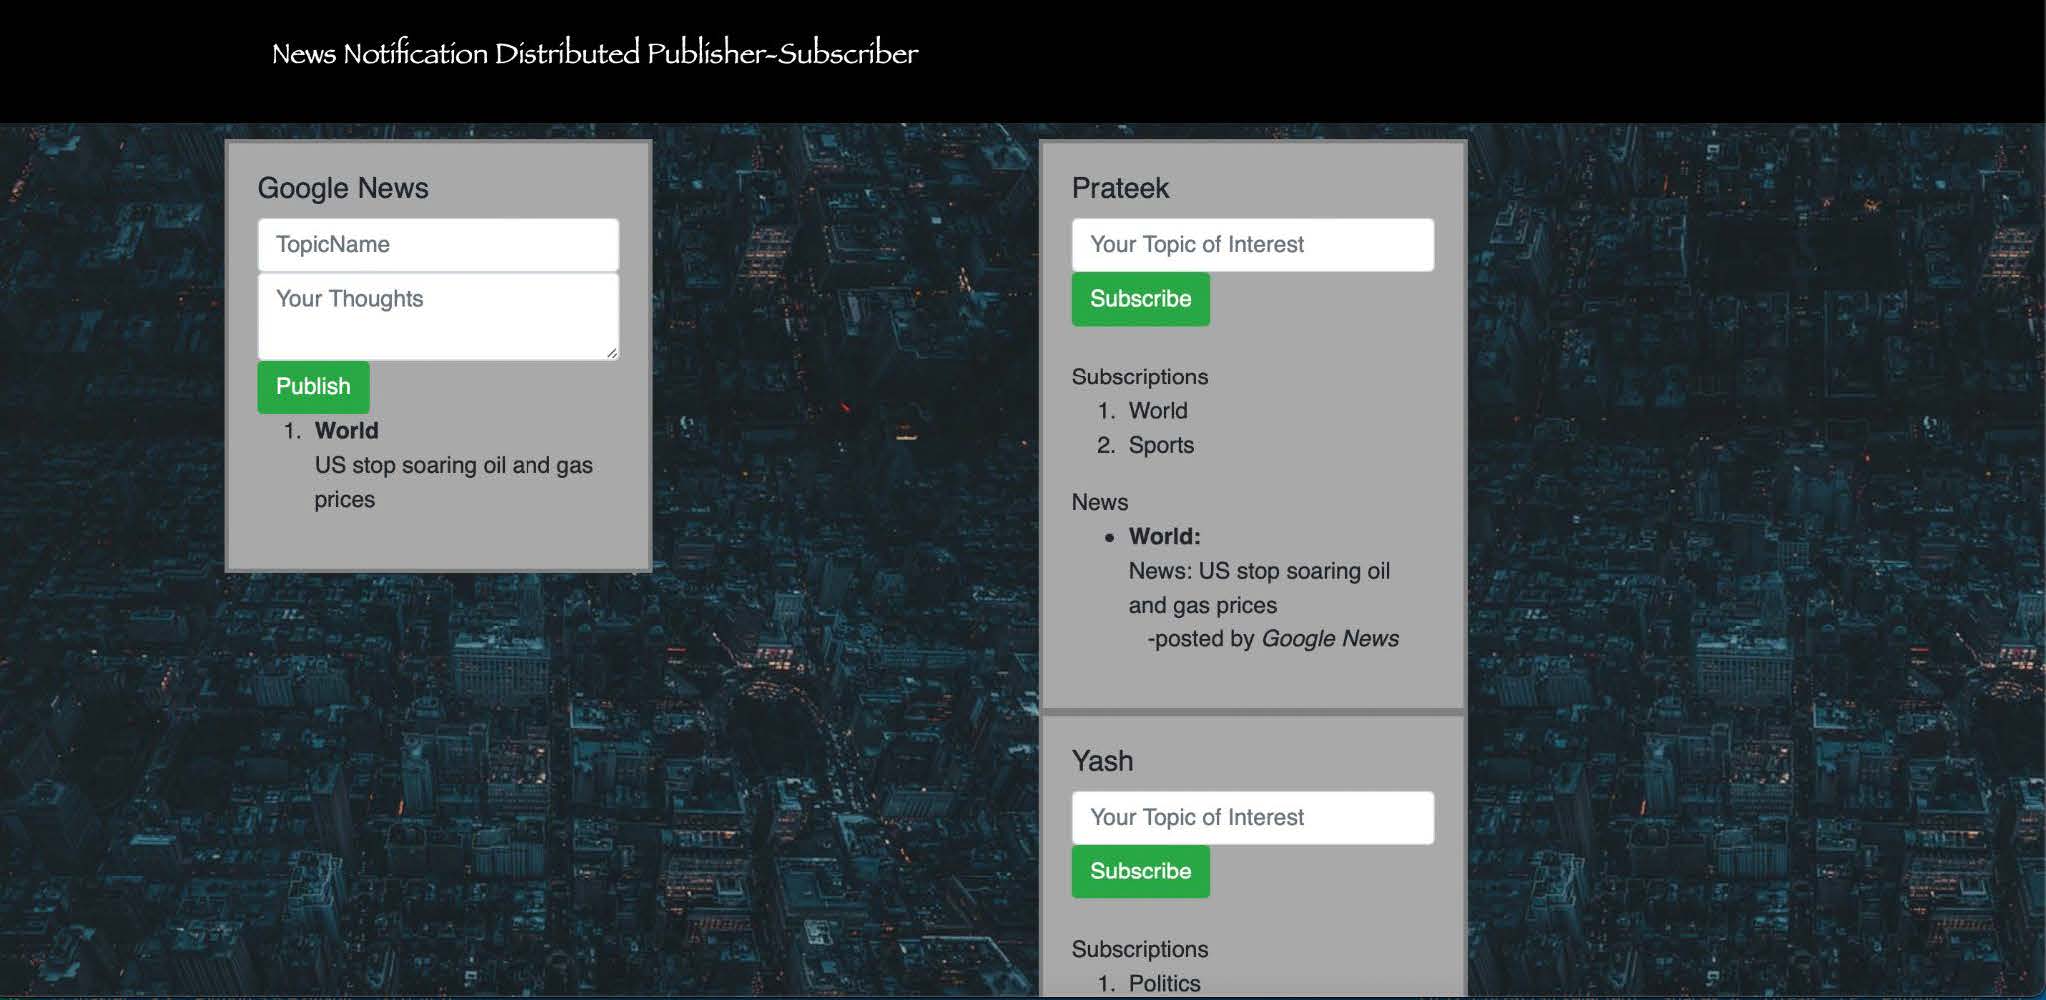 News Notification Distributed Publisher-Subscriber
Google News
TopicName
Your Thoughts
Publish
1. World
US stop soaring oil and gas
prices
Prateek
Your Topic of Interest
Subscribe
Subscriptions
1. World
2. Sports
News
• World:
News: US stop soaring oil
and gas prices
-posted by Google News
Yash
Your Topic of Interest
Subscribe
Subscriptions
1. Politics